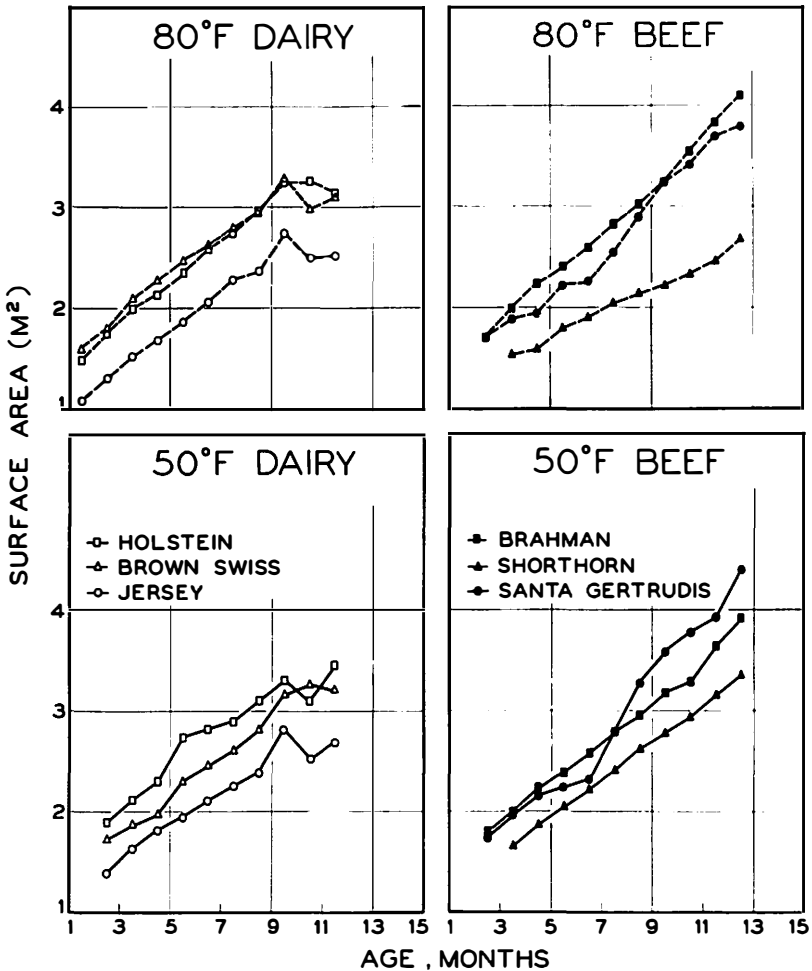 80°F DAIRY
80°F BEEF
4
3
2
1
SURFACE AREA (M²)
50°F DAIRY
50°F BEEF
HOLSTEIN
BROWN SWISS
JERSEY
BRAHMAN
SHORTHORN
SANTA GERTRUDIS
4
3
2
1
1 3 5 7 9 11 13 15
1 3 5 7 9 11 13 15
AGE, MONTHS